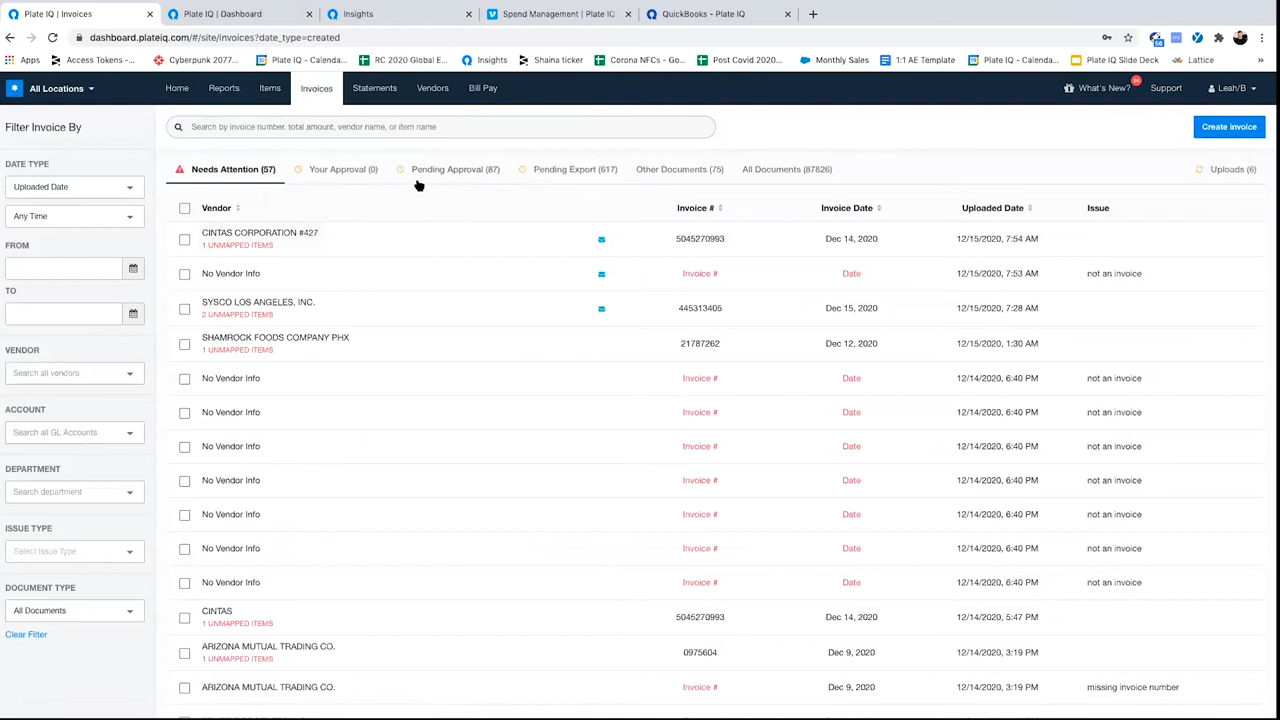 Plate IQ | Invoices
Plate IQ | Dashboard
Insights
Spend Management | Plate IQ
QuickBooks - Plate IQ
dashboard.plateiq.com/#/site/invoices?date_type=created
Apps
Access Tokens -...
Cyberpunk 2077...
Plate IQ - Calenda...
RC 2020 Global E...
Insights
Shaina ticker
Corona NFCs - Go...
Post Covid 2020...
Monthly Sales
1:1 AE Template
Plate IQ - Calenda...
Plate IQ Slide Deck
Lattice
»
All Locations
Home
Reports
Items
Invoices
Statements
Vendors
Bill Pay
What's New?
Support
Leah/B
Filter Invoice By
Search by invoice number, total amount, vendor name, or item name
Create invoice
DATE TYPE
Uploaded Date
Any Time
FROM
TO
VENDOR
Search all vendors
ACCOUNT
Search all GL Accounts
DEPARTMENT
Search department
ISSUE TYPE
Select Issue Type
DOCUMENT TYPE
All Documents
Clear Filter
Needs Attention (57)
Your Approval (0)
Pending Approval (87)
Pending Export (617)
Other Documents (75)
All Documents (87826)
Uploads (6)
Vendor Invoice # Invoice Date Uploaded Date Issue
CINTAS CORPORATION #427 5045270993 Dec 14, 2020 12/15/2020, 7:54 AM
1 UNMAPPED ITEMS
No Vendor Info Invoice # Date 12/15/2020, 7:53 AM not an invoice
SYSCO LOS ANGELES, INC. 445313405 Dec 15, 2020 12/15/2020, 7:28 AM
2 UNMAPPED ITEMS
SHAMROCK FOODS COMPANY PHX 21787262 Dec 12, 2020 12/15/2020, 1:30 AM
1 UNMAPPED ITEMS
No Vendor Info Invoice # Date 12/14/2020, 6:40 PM not an invoice
No Vendor Info Invoice # Date 12/14/2020, 6:40 PM not an invoice
No Vendor Info Invoice # Date 12/14/2020, 6:40 PM not an invoice
No Vendor Info Invoice # Date 12/14/2020, 6:40 PM not an invoice
No Vendor Info Invoice # Date 12/14/2020, 6:40 PM not an invoice
No Vendor Info Invoice # Date 12/14/2020, 6:40 PM not an invoice
No Vendor Info Invoice # Date 12/14/2020, 6:40 PM not an invoice
CINTAS 5045270993 Dec 14, 2020 12/14/2020, 5:47 PM
1 UNMAPPED ITEMS
ARIZONA MUTUAL TRADING CO. 0975604 Dec 9, 2020 12/14/2020, 3:19 PM
1 UNMAPPED ITEMS
ARIZONA MUTUAL TRADING CO. Invoice # Dec 9, 2020 12/14/2020, 3:19 PM missing invoice number